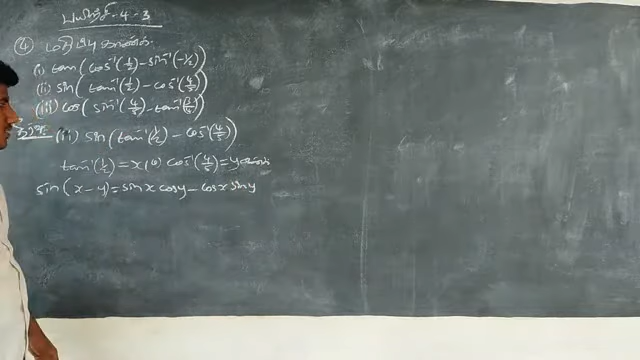 பயிற்சி - 4 - 3
④ மதிப்பு காண்க.
(i) tan(cos⁻¹(1/2) - sin⁻¹(-1/2))
(ii) sin(tan⁻¹(1/2) - cos⁻¹(4/5))
(iii) cos(sin⁻¹(4/5) - tan⁻¹(3/4))
தீர்வு (ii) sin(tan⁻¹(1/2) - cos⁻¹(4/5))
tan⁻¹(1/2) = x cos⁻¹(4/5) = y என்க
sin(x - y) = sin x cos y - cos x sin y